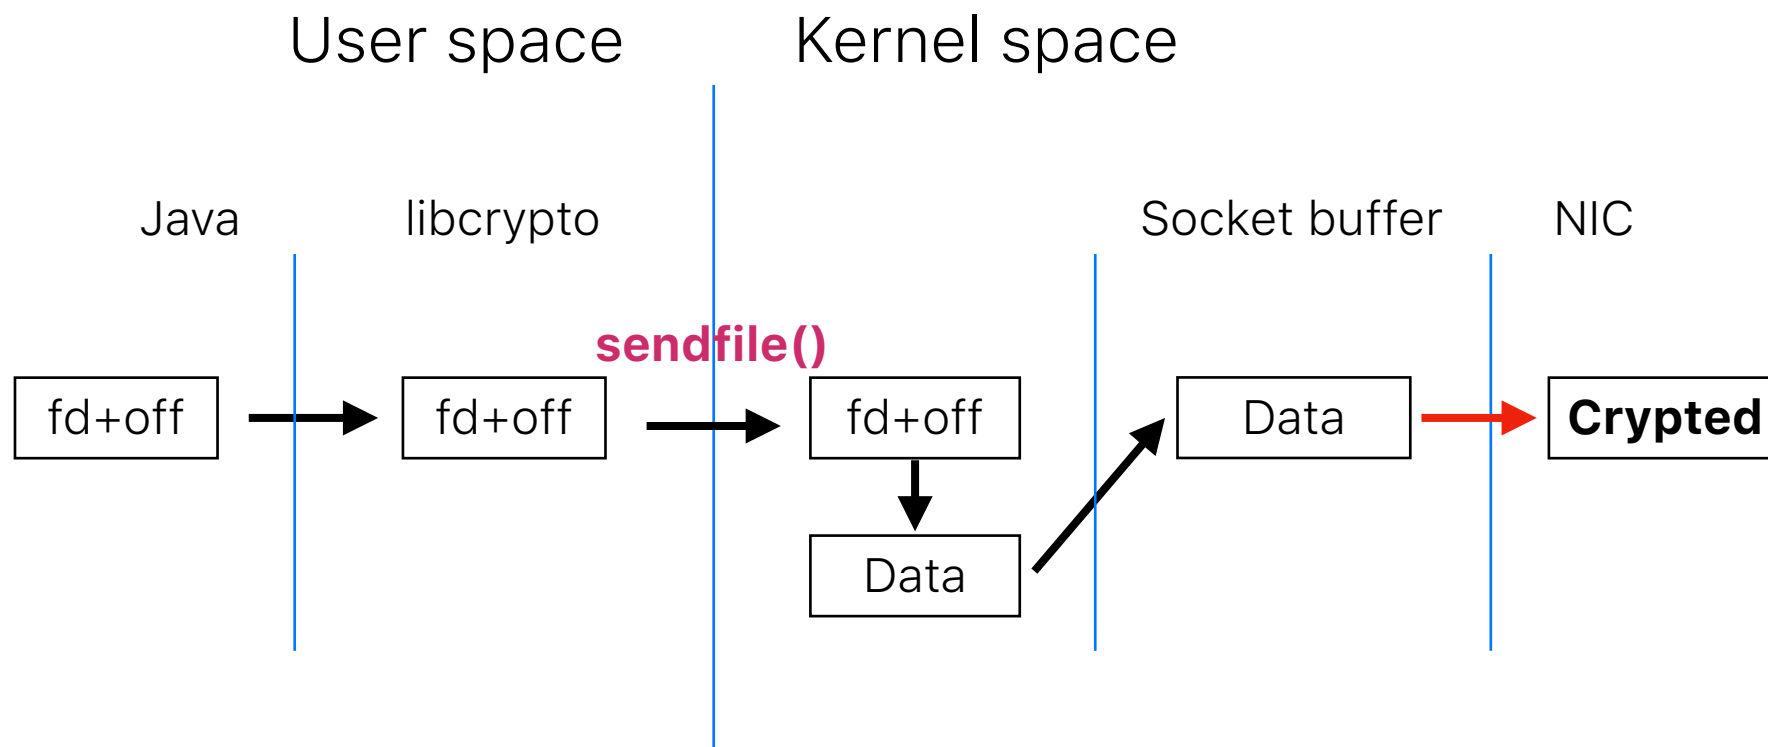 User space
Kernel space
Java
libcrypto
Socket buffer
NIC
sendfile()
fd+off
fd+off
fd+off
Data
Crypted
Data